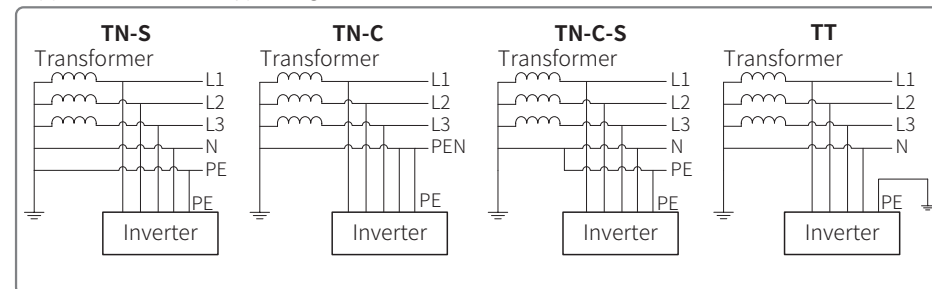 TN-S
Transformer
L1
L2
L3
N
PE
PE
Inverter
TN-C
Transformer
L1
L2
L3
PEN
PE
Inverter
TN-C-S
Transformer
L1
L2
L3
N
PE
PE
Inverter
TT
Transformer
L1
L2
L3
N
PE
Inverter